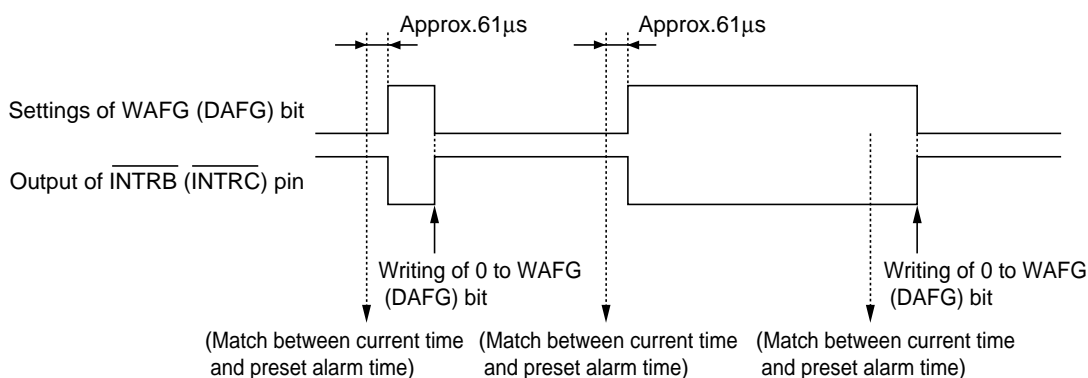 Approx.61μs
Approx.61μs
Settings of WAFG (DAFG) bit
Output of INTRB (INTRC) pin
Writing of 0 to WAFG
(DAFG) bit
Writing of 0 to WAFG
(DAFG) bit
(Match between current time
and preset alarm time)
(Match between current time
and preset alarm time)
(Match between current time
and preset alarm time)